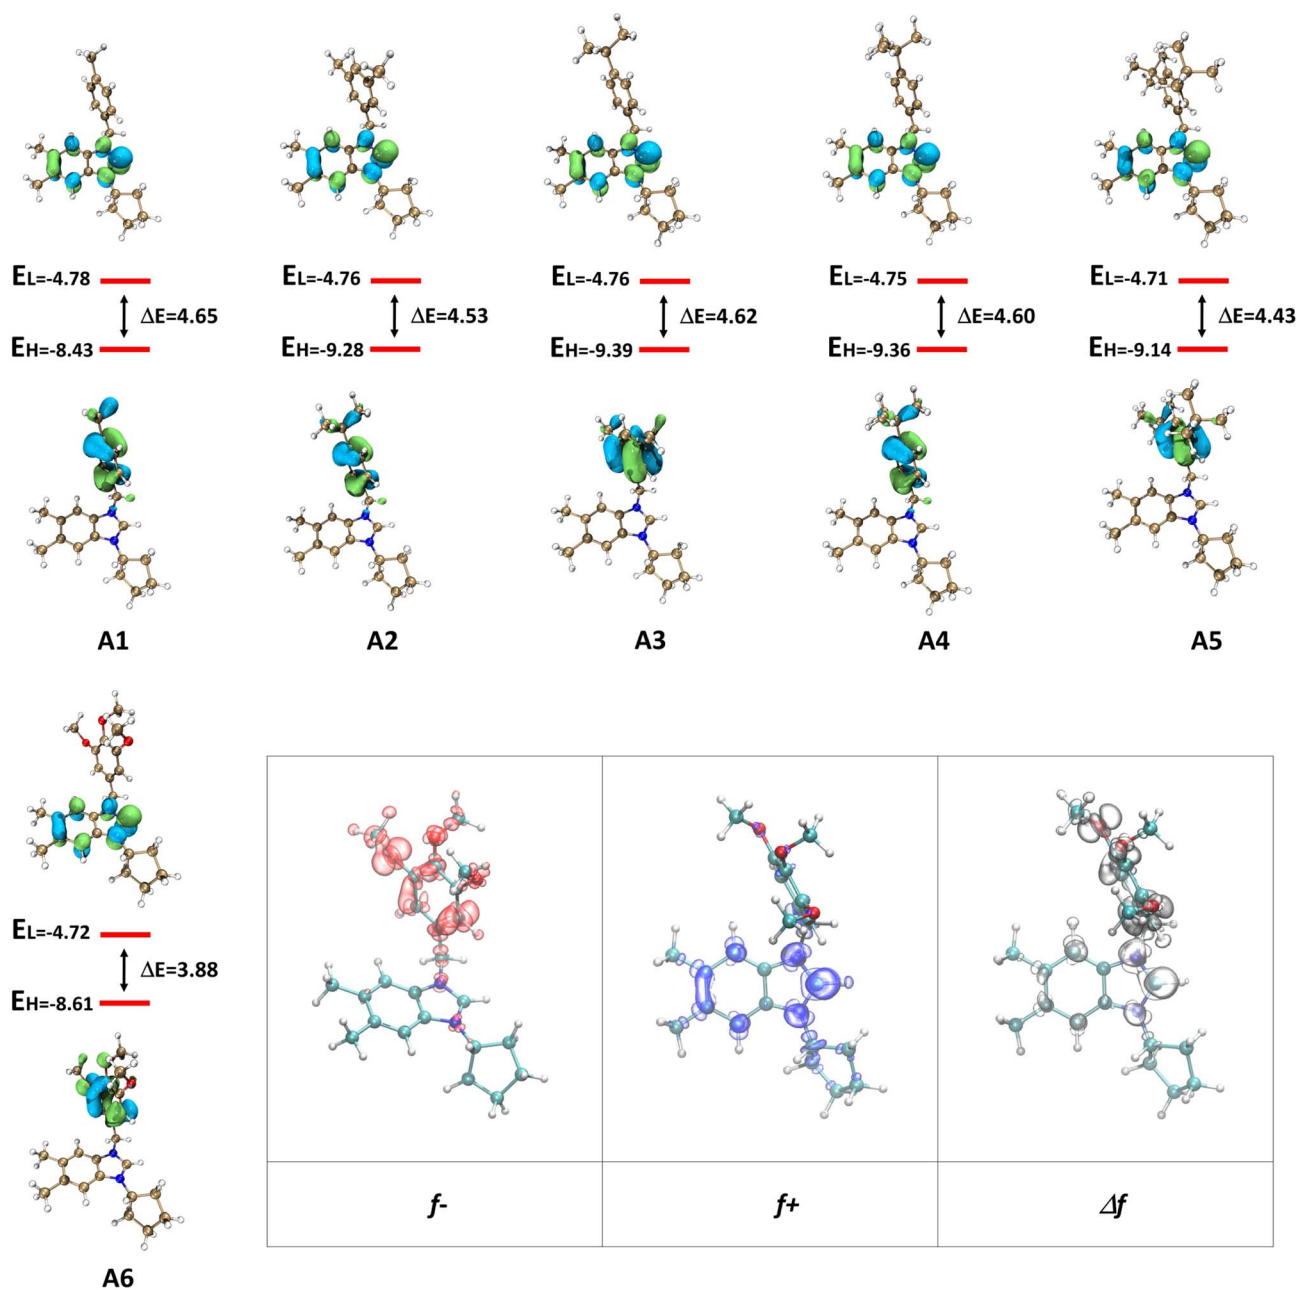 EL=-4.78
ΔE=4.65
EH=-8.43
A1
EL=-4.76
ΔE=4.53
EH=-9.28
A2
EL=-4.76
ΔE=4.62
EH=-9.39
A3
EL=-4.75
ΔE=4.60
EH=-9.36
A4
EL=-4.71
ΔE=4.43
EH=-9.14
A5
EL=-4.72
ΔE=3.88
EH=-8.61
A6
f-
f+
Δf